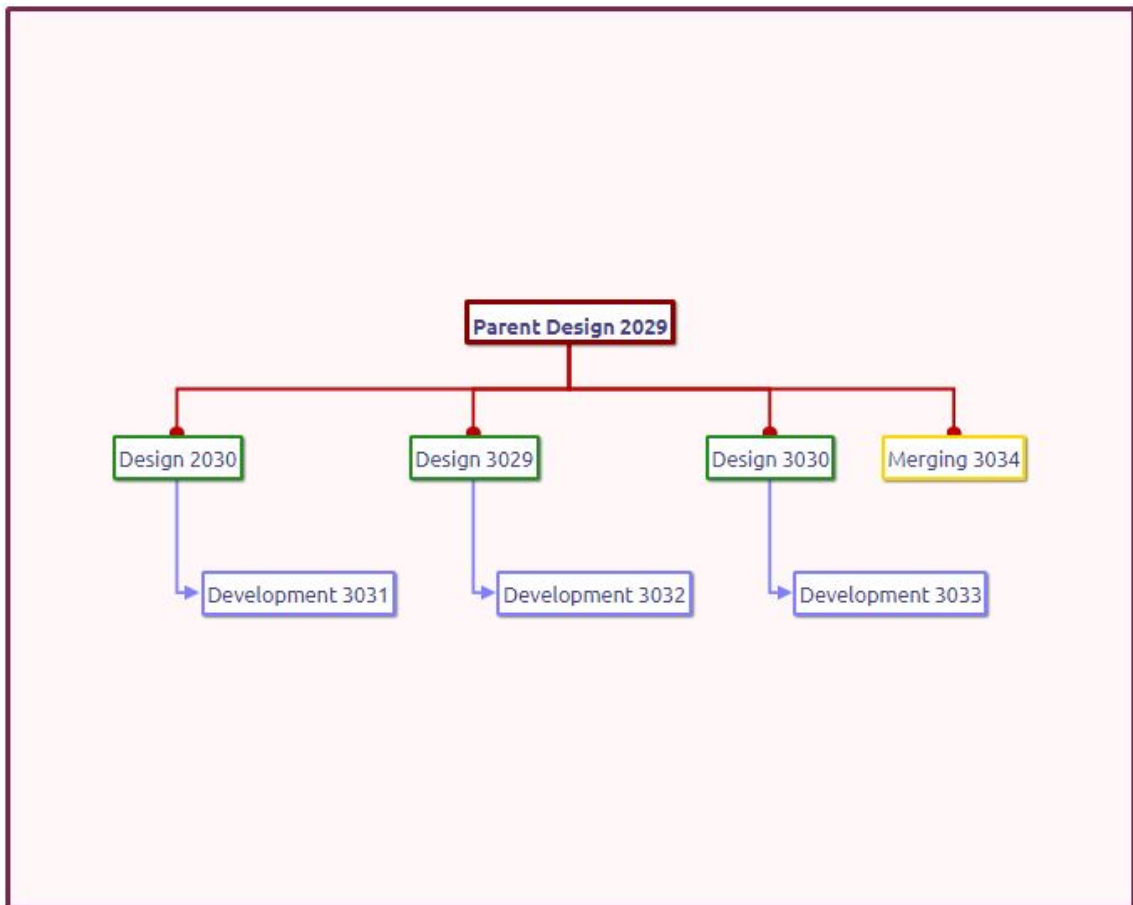 Parent Design 2029
Design 2030
Design 3029
Design 3030
Merging 3034
Development 3031
Development 3032
Development 3033